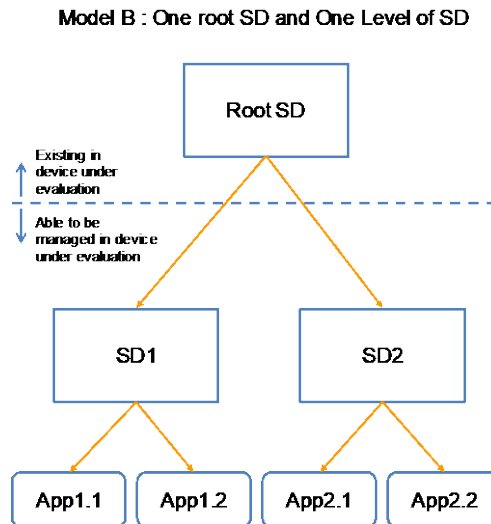 Model B : One root SD and One Level of SD
Root SD
Existing in
device under
evaluation
Able to be
managed in device
under evaluation
SD1
SD2
App1.1
App1.2
App2.1
App2.2